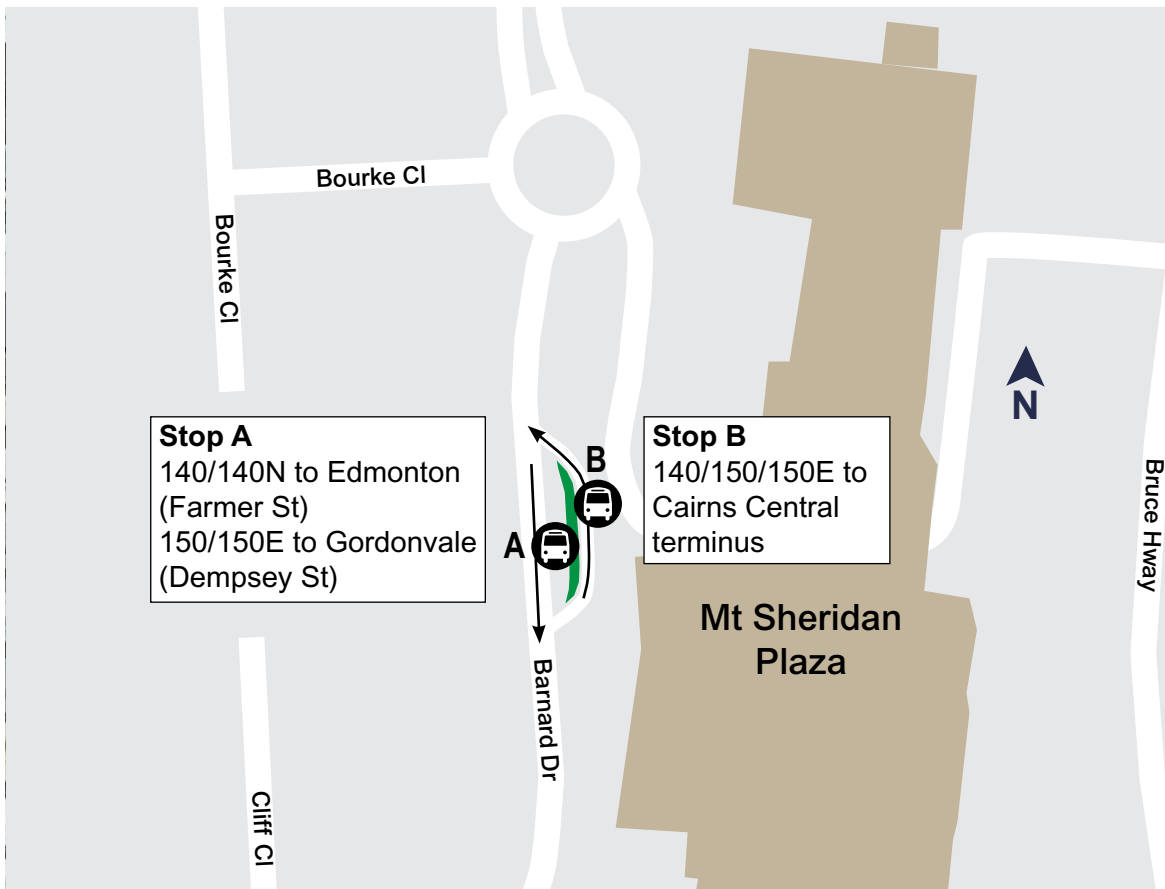 Bourke Cl
Bourke Cl
N
Stop A
140/140N to Edmonton
(Farmer St)
150/150E to Gordonvale
(Dempsey St)
A
B
Stop B
140/150/150E to
Cairns Central
terminus
Bruce Hway
Mt Sheridan
Plaza
Barnard Dr
Cliff Cl